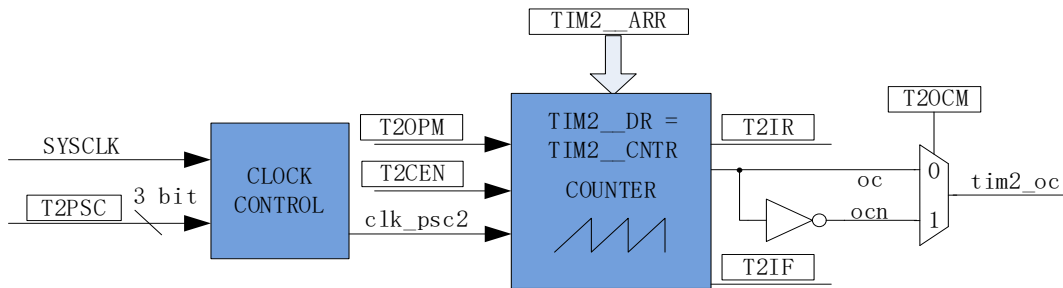 TIM2__ARR
T2OCM
T2OPM
TIM2__DR =
TIM2__CNTR
T2IR
SYSCLK
CLOCK
CONTROL
T2CEN
COUNTER
oc
0
tim2_oc
T2PSC
3 bit
clk_psc2
ocn
1
T2IF